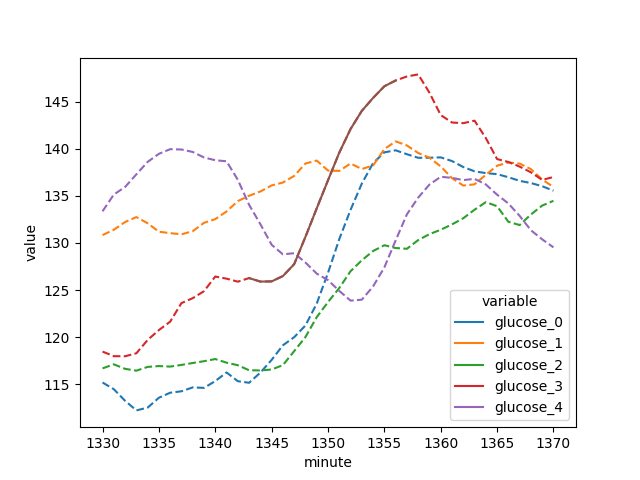 145
140
135
130
125
120
115
value
1330 1335 1340 1345 1350 1355 1360 1365 1370
minute
variable
glucose_0
glucose_1
glucose_2
glucose_3
glucose_4